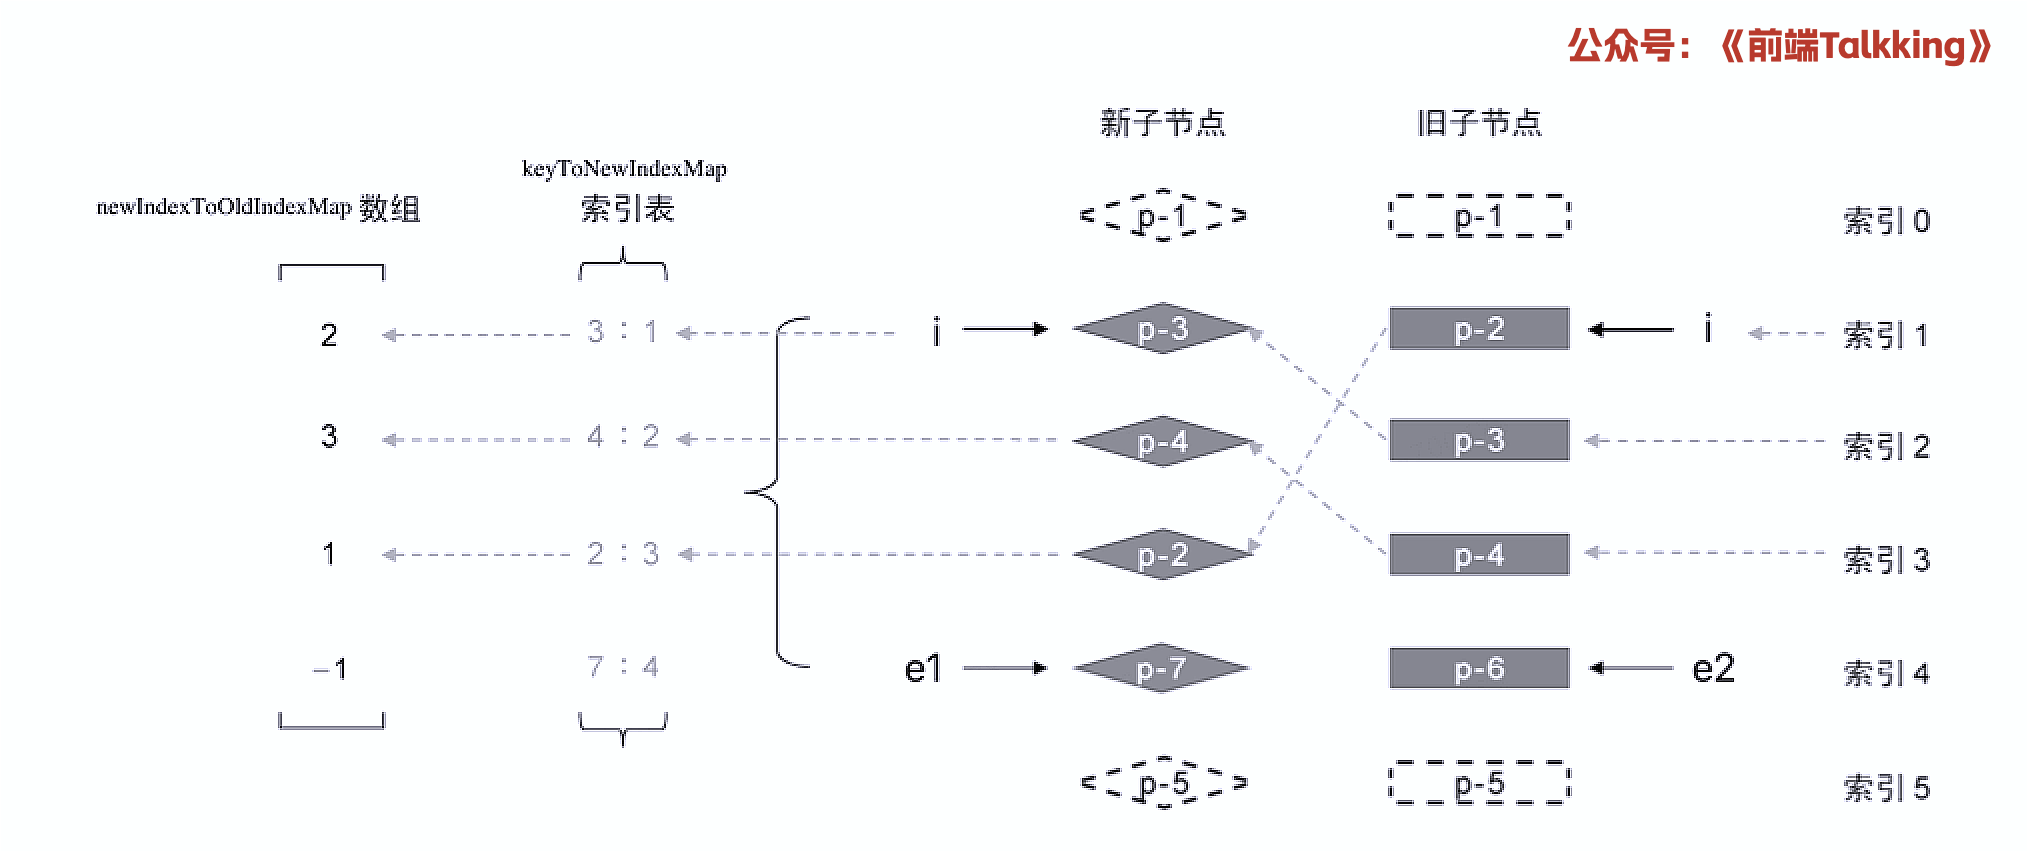 公众号：《前端Talkking》
新子节点 旧子节点
keyToNewIndexMap
newIndexToOldIndexMap 数组 索引表
p-1 p-1 索引 0
2 3 : 1 i p-3 p-2 i 索引 1
3 4 : 2 p-4 p-3 索引 2
1 2 : 3 p-2 p-4 索引 3
-1 7 : 4 e1 p-7 p-6 e2 索引 4
p-5 p-5 索引 5